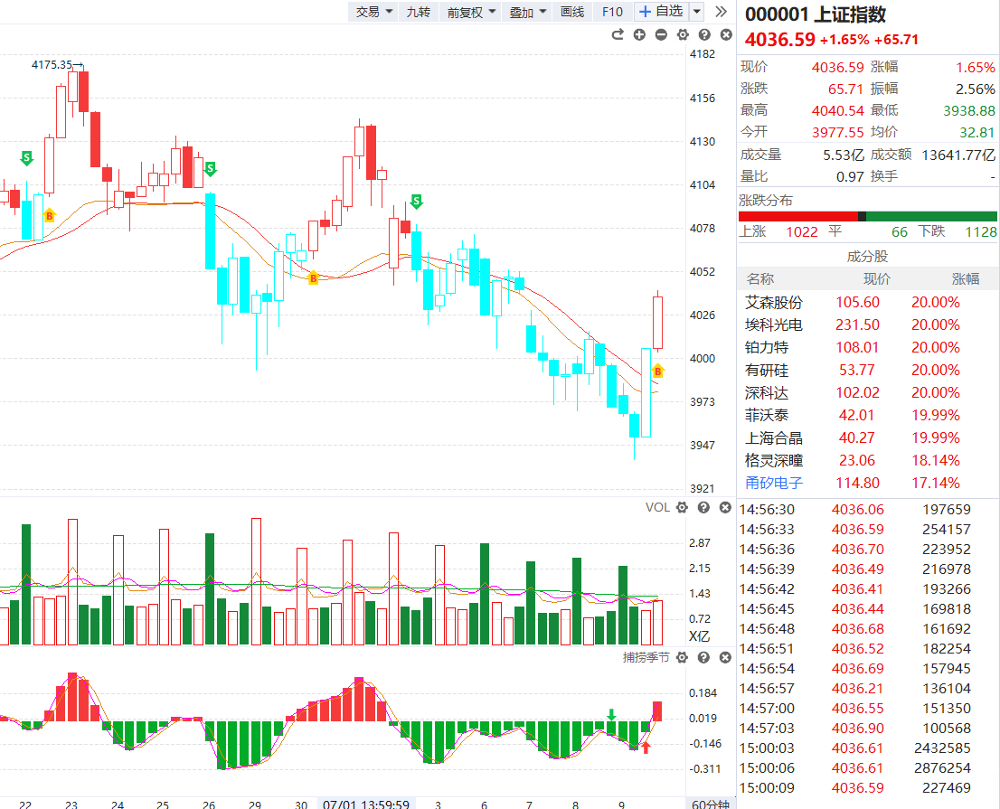 交易 九转 前复权 叠加 画线 F10 +自选
000001 上证指数
4036.59 +1.65% +65.71
现价 4036.59 涨幅 1.65%
涨跌 65.71 振幅 2.56%
最高 4040.54 最低 3938.88
今开 3977.55 均价 32.81
成交量 5.53亿 成交额 13641.77亿
量比 0.97 换手 -
涨跌分布
上涨 1022 平 66 下跌 1128
成分股
名称 现价 涨幅
艾森股份 105.60 20.00%
埃科光电 231.50 20.00%
铂力特 108.01 20.00%
有研硅 53.77 20.00%
深科达 102.02 20.00%
菲沃泰 42.01 19.99%
上海合晶 40.27 19.99%
格灵深瞳 23.06 18.14%
甬矽电子 114.80 17.14%
14:56:30 4036.06 197659
14:56:33 4036.59 254157
14:56:36 4036.70 223952
14:56:39 4036.49 216978
14:56:42 4036.41 193266
14:56:45 4036.44 169818
14:56:48 4036.68 161692
14:56:51 4036.52 182254
14:56:54 4036.69 157945
14:56:57 4036.21 136104
14:57:00 4036.55 151350
14:57:03 4036.90 100568
15:00:03 4036.61 2432585
15:00:06 4036.61 2876254
15:00:09 4036.59 227469
4175.35→
S
B
S
B
S
B
4182
4156
4130
4104
4078
4052
4026
4000
3973
3947
3921
VOL
2.87
2.15
1.43
0.72
X亿
捕捞季节
0.184
0.019
-0.146
-0.311
22 23 24 25 26 29 30 07/01 13:59:59 3 6 7 8 9 60分钟